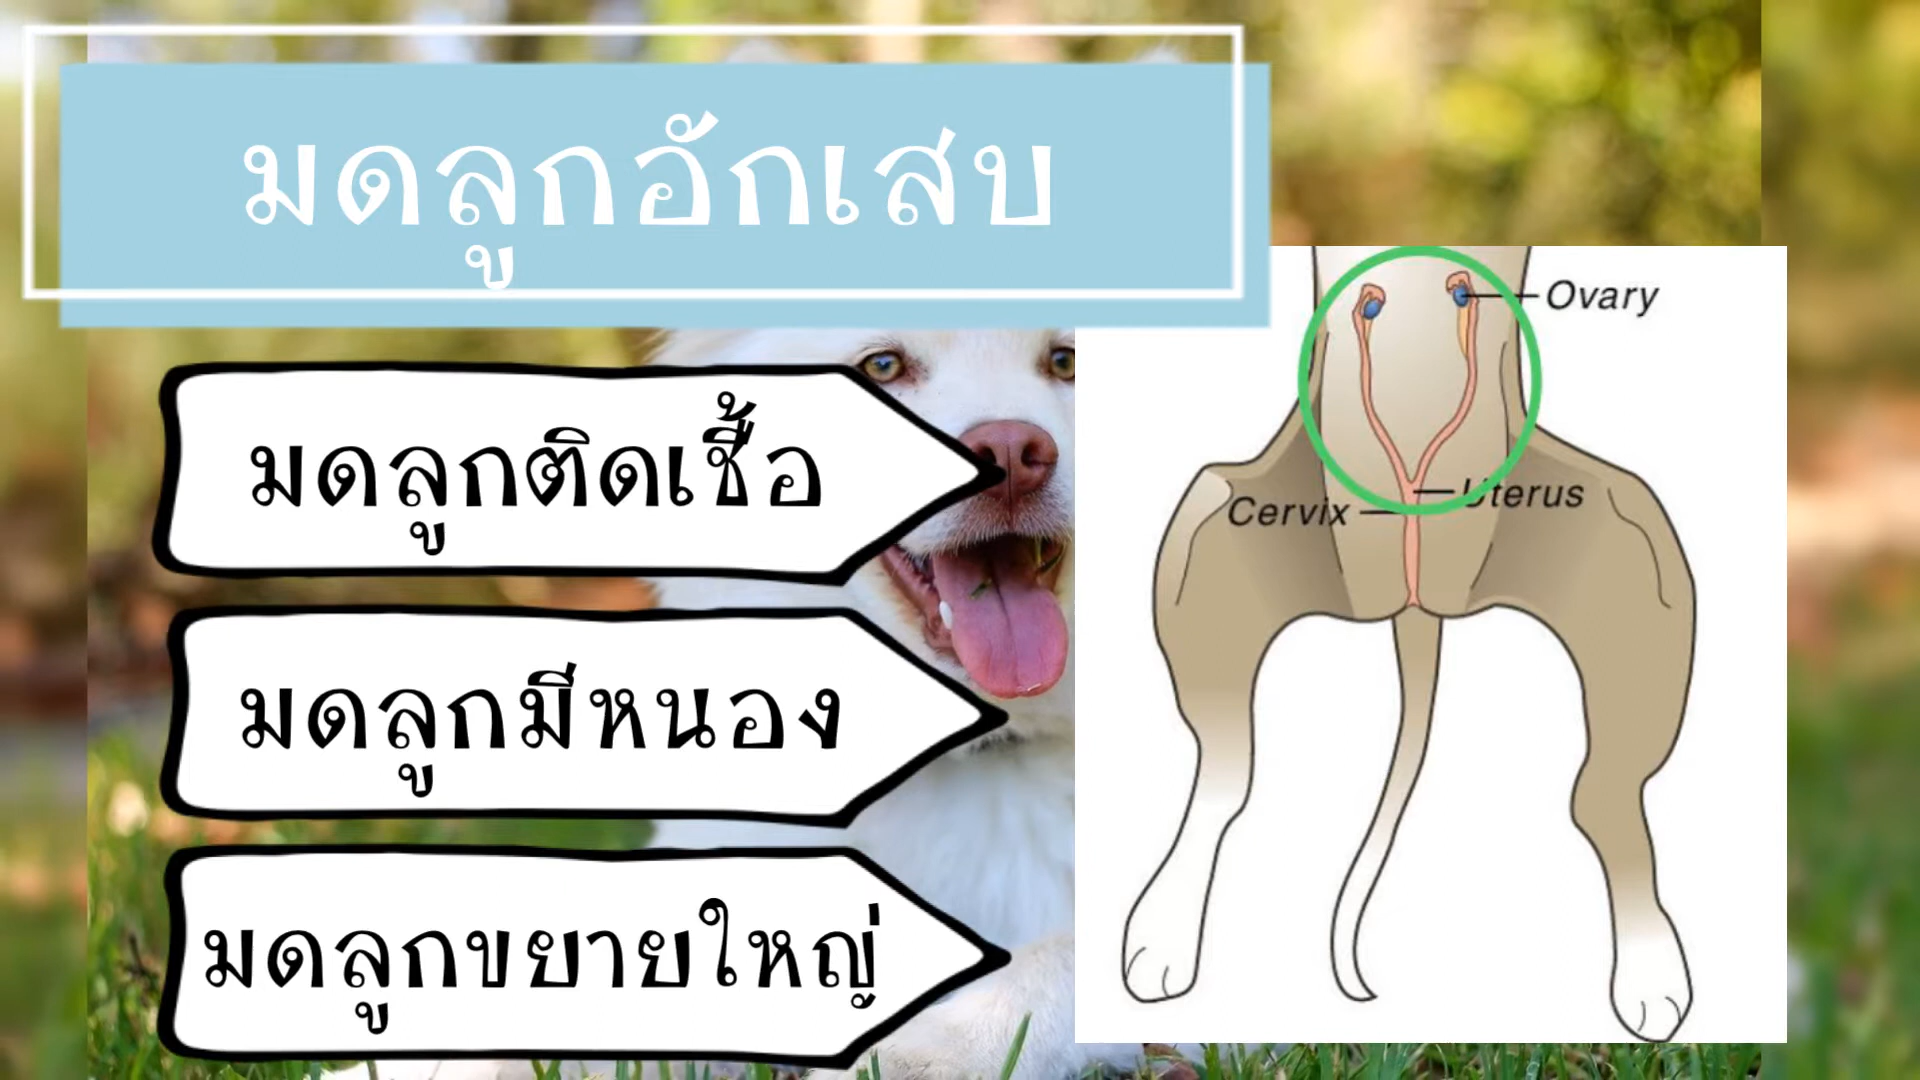 มดลูกอักเสบ
มดลูกติดเชื้อ
มดลูกมีหนอง
มดลูกขยายใหญ่
Ovary
Uterus
Cervix